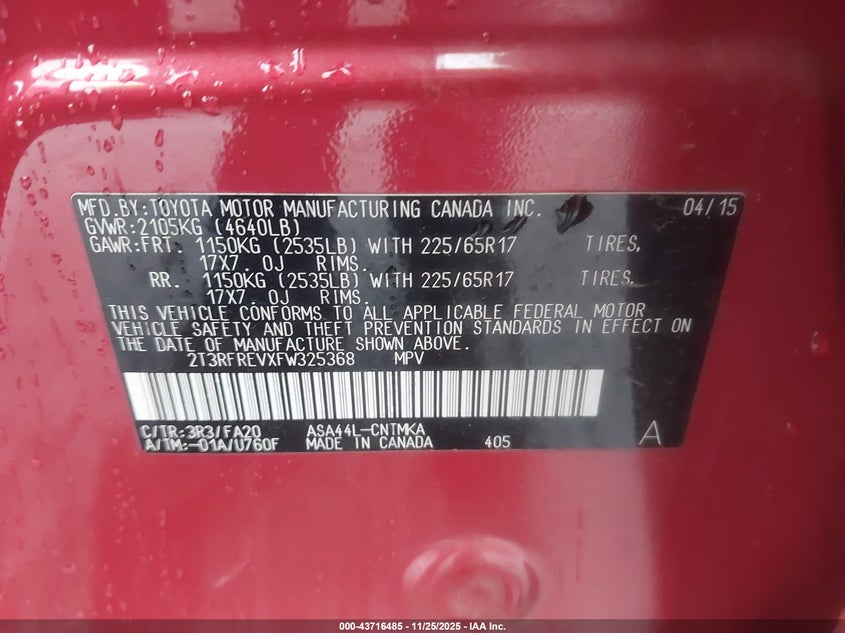 MFD.BY:TOYOTA MOTOR MANUFACTURING CANADA INC. 04/15
GVWR:2105KG (4640LB)
GAWR:FRT. 1150KG (2535LB) WITH 225/65R17 TIRES,
17X7.0J RIMS.
RR. 1150KG (2535LB) WITH 225/65R17 TIRES,
17X7.0J RIMS.
THIS VEHICLE CONFORMS TO ALL APPLICABLE FEDERAL MOTOR
VEHICLE SAFETY AND THEFT PREVENTION STANDARDS IN EFFECT ON
THE DATE OF MANUFACTURE SHOWN ABOVE.
2T3RFREVXFW325368 MPV
C/TR:3R3/FA20 ASA44L-CNTMKA
A/TM:-01A/U760F MADE IN CANADA 405 A
000-43716485 - 11/25/2025 - IAA Inc.